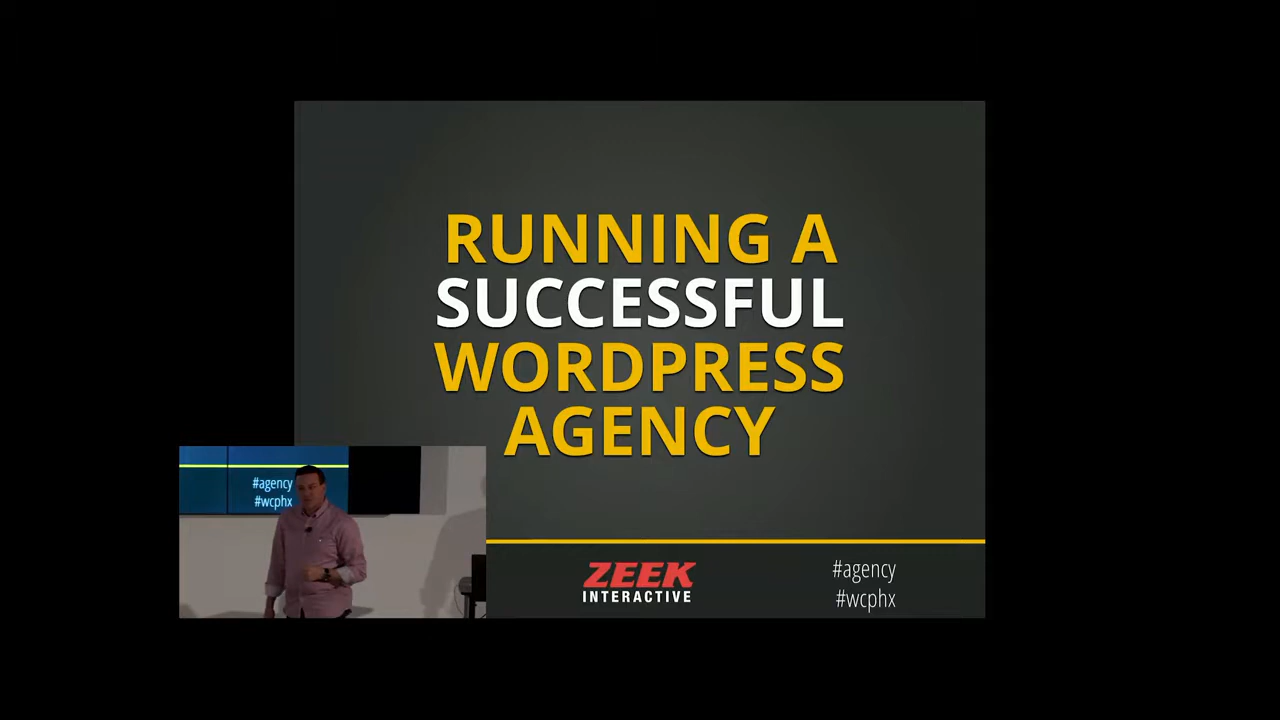 RUNNING A
SUCCESSFUL
WORDPRESS
AGENCY
#agency
#wcphx
ZEEK
INTERACTIVE
#agency
#wcphx